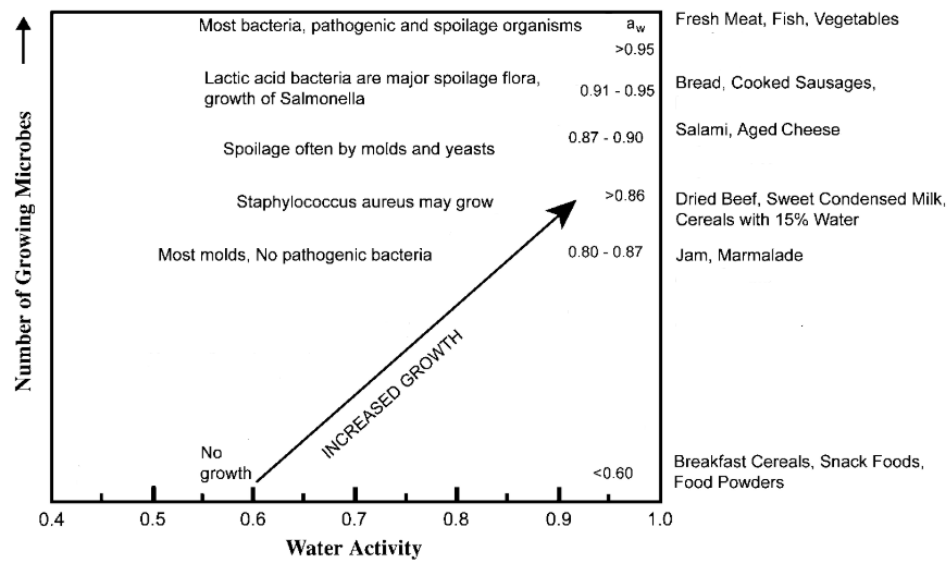 Most bacteria, pathogenic and spoilage organisms
a_w
>0.95
Fresh Meat, Fish, Vegetables
Lactic acid bacteria are major spoilage flora,
growth of Salmonella
0.91 - 0.95
Bread, Cooked Sausages,
Spoilage often by molds and yeasts
0.87 - 0.90
Salami, Aged Cheese
Staphylococcus aureus may grow
>0.86
Dried Beef, Sweet Condensed Milk,
Cereals with 15% Water
Most molds, No pathogenic bacteria
0.80 - 0.87
Jam, Marmalade
INCREASED GROWTH
No
growth
<0.60
Breakfast Cereals, Snack Foods,
Food Powders
Number of Growing Microbes
0.4 0.5 0.6 0.7 0.8 0.9 1.0
Water Activity